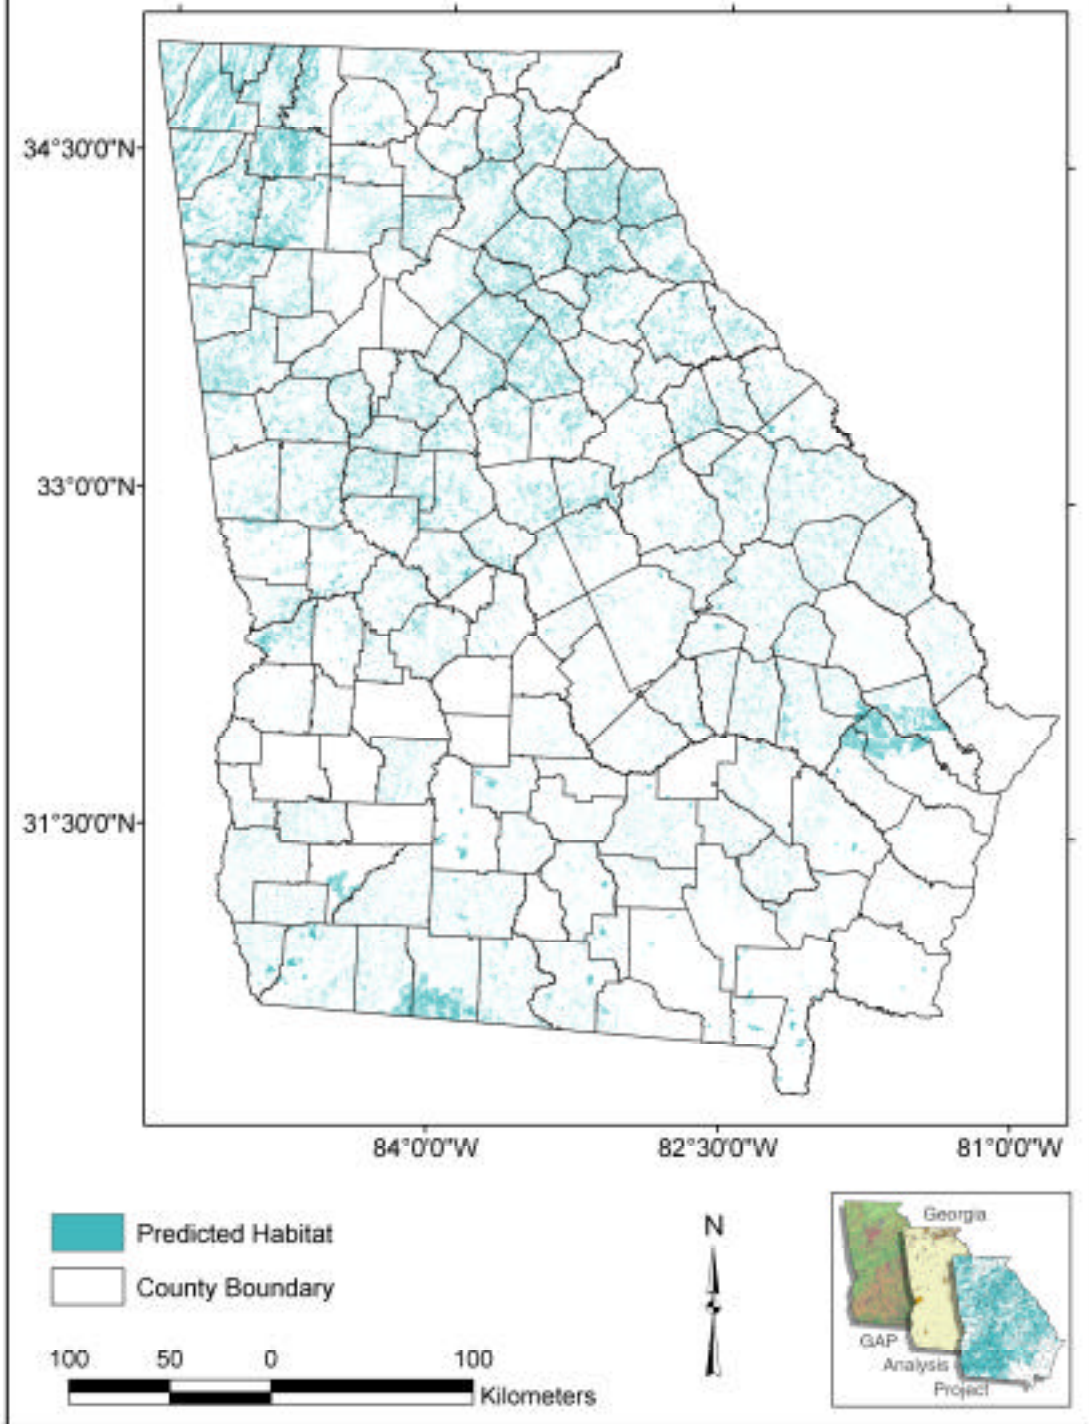 34°30'0"N
33°0'0"N
31°30'0"N
84°0'0"W
82°30'0"W
81°0'0"W
Predicted Habitat
County Boundary
100
50
0
100
Kilometers
N
Georgia
GAP
Analysis
Project